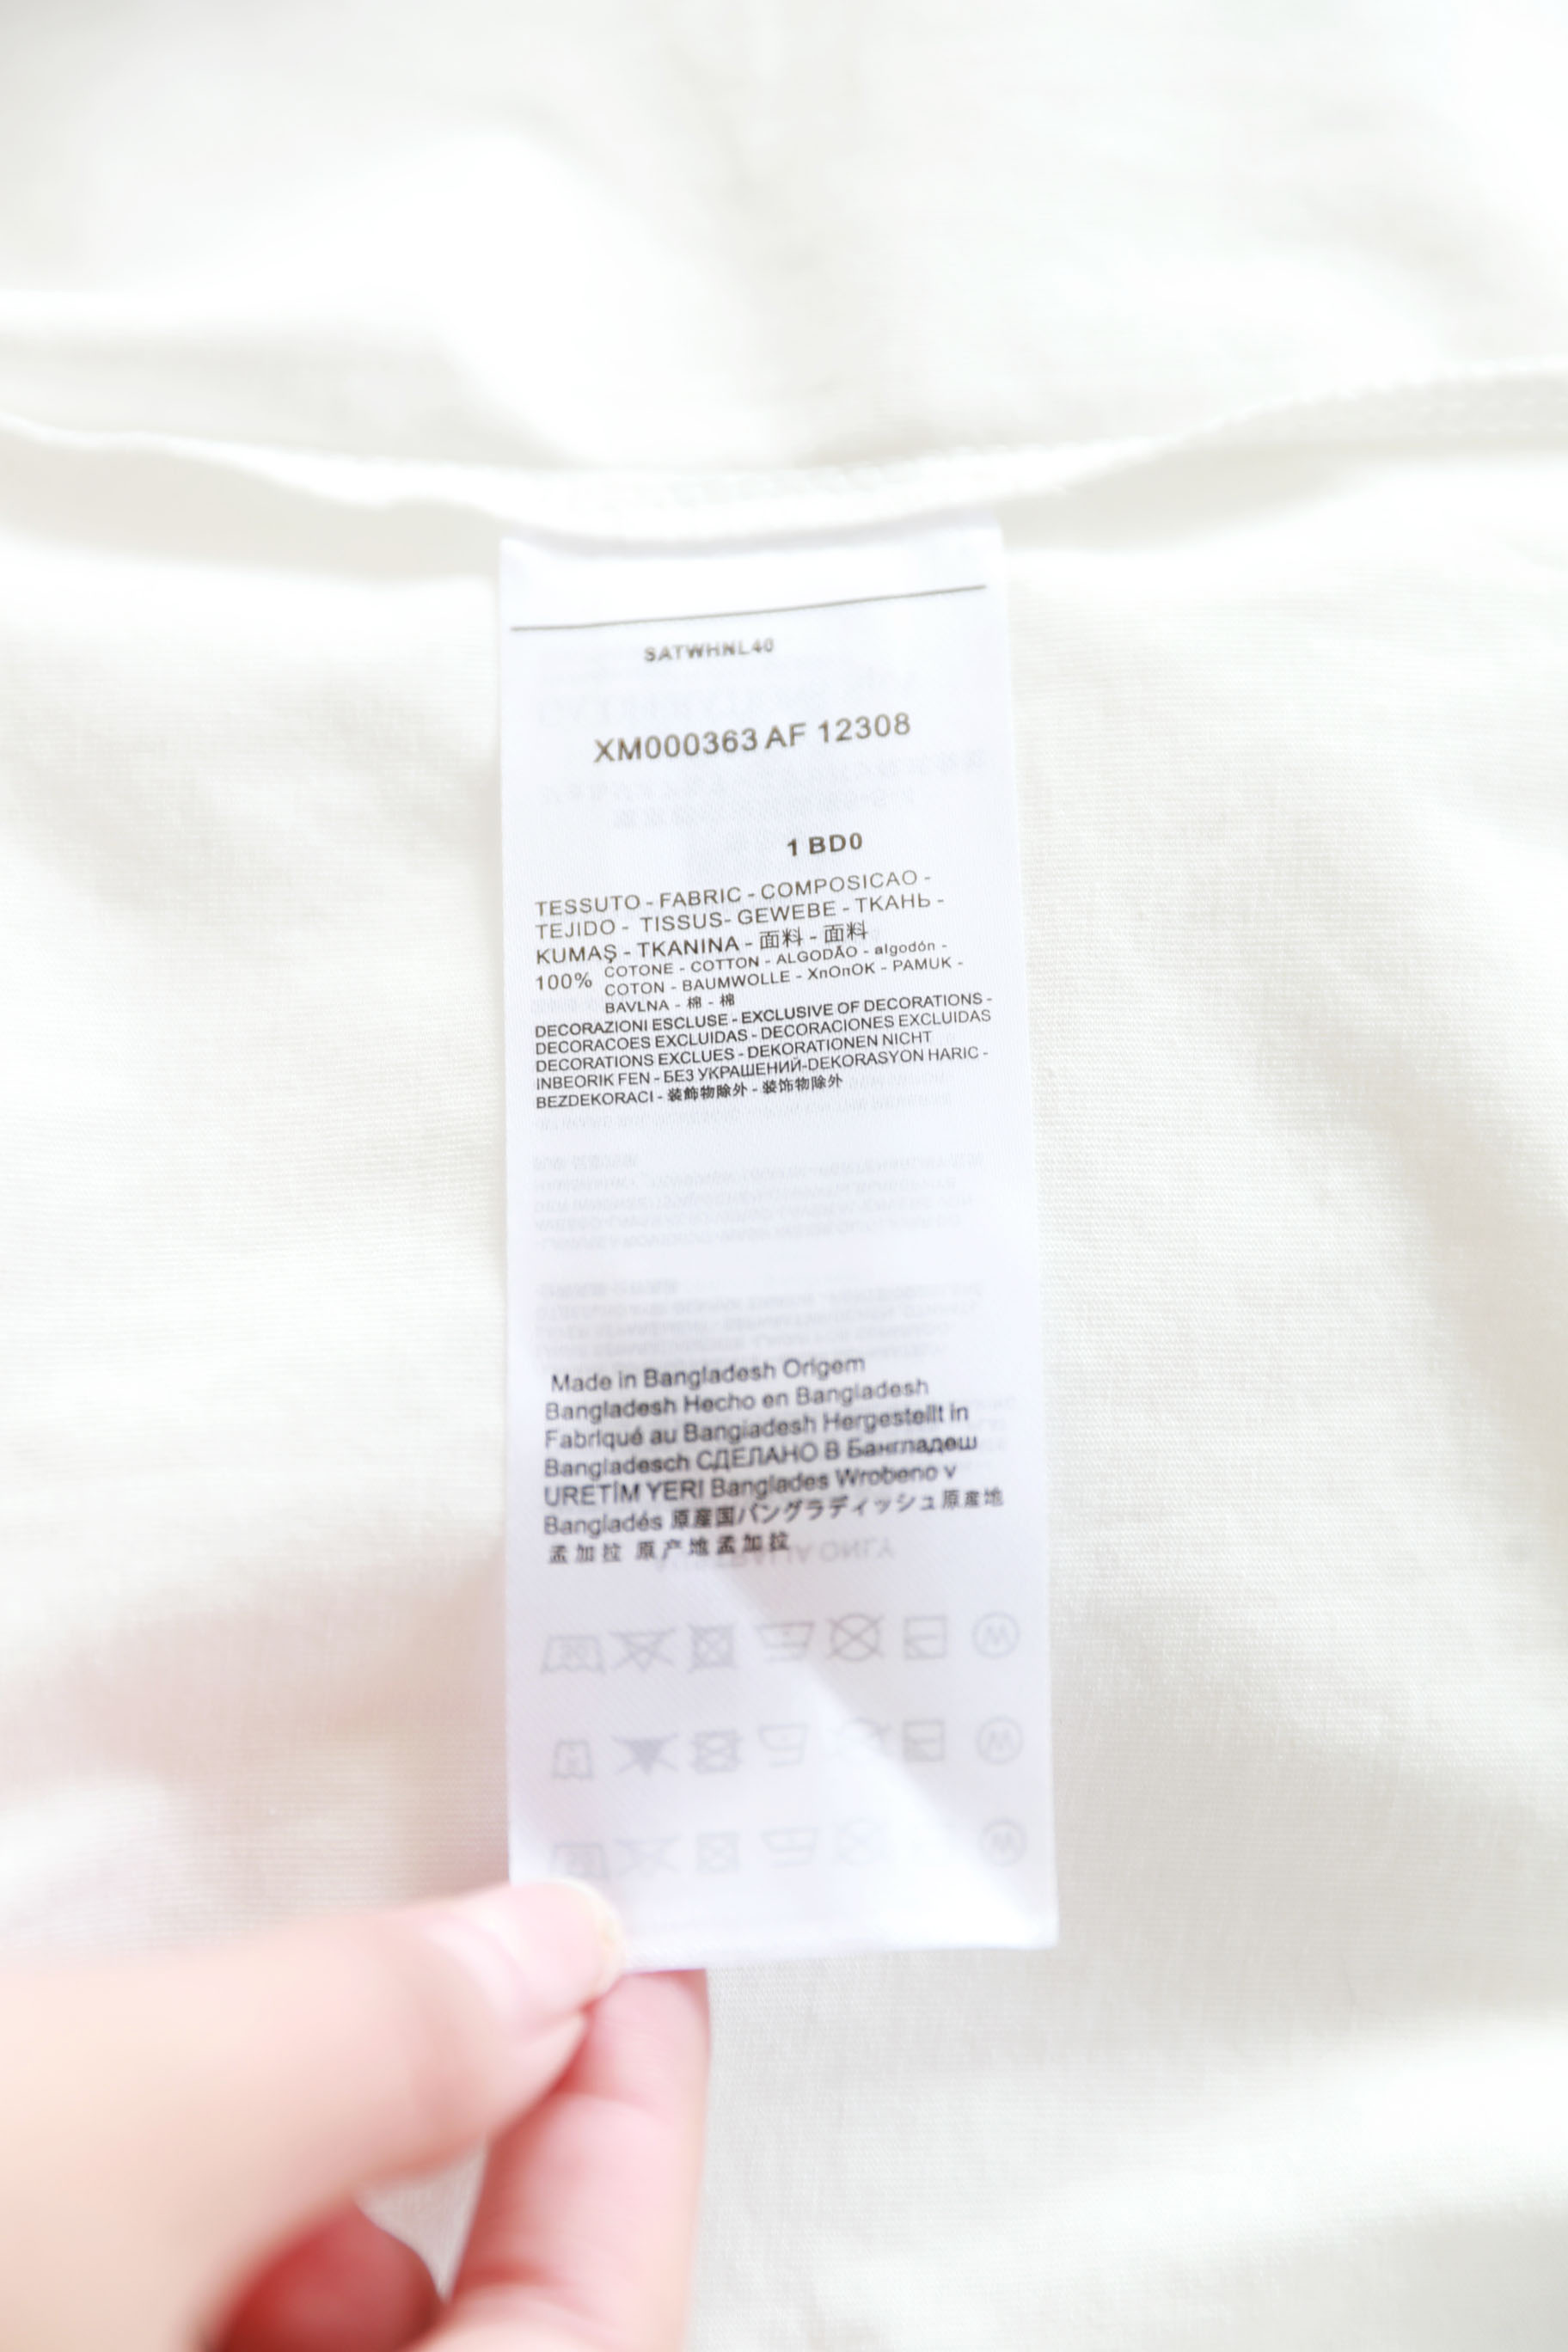 SATWHNL40
XM000363 AF 12308
1 BD0
TESSUTO - FABRIC - COMPOSICAO -
TEJIDO - TISSUS- GEWEBE - ТКАНЬ -
KUMAŞ - TKANINA - 面料 - 面料
100% COTONE - COTTON - ALGODÃO - algodón -
COTON - BAUMWOLLE - XnOnOK - PAMUK -
BAVLNA - 棉 - 棉
DECORAZIONI ESCLUSE - EXCLUSIVE OF DECORATIONS -
DECORACOES EXCLUIDAS - DECORACIONES EXCLUIDAS
DECORATIONS EXCLUES - DEKORATIONEN NICHT
INBEORIK FEN - БЕЗ УКРАШЕНИЙ-DEKORASYON HARIC -
BEZDEKORACI - 装飾物除外 - 装饰物除外
Made in Bangladesh Origem
Bangladesh Hecho en Bangladesh
Fabriqué au Bangiadesh Hergestellt in
Bangladesch СДЕЛАНО В Бангладеш
URETİM YERI Banglades Wrobeno v
Bangladés 原産国バングラディッシュ原産地
孟加拉 原产地孟加拉